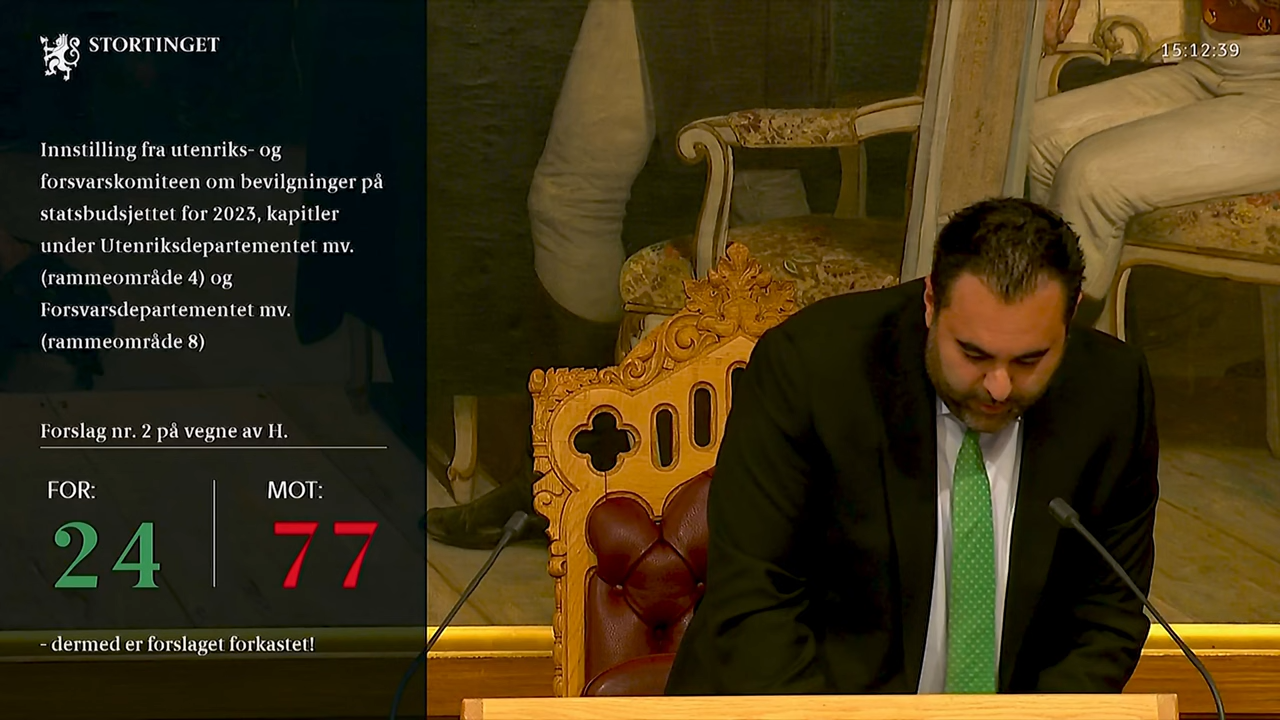 STORTINGET
15:12:39
Innstilling fra utenriks- og
forsvarskomiteen om bevilgninger på
statsbudsjettet for 2023, kapitler
under Utenriksdepartementet mv.
(rammeområde 4) og
Forsvarsdepartementet mv.
(rammeområde 8)
Forslag nr. 2 på vegne av H.
FOR: MOT:
24 77
- dermed er forslaget forkastet!